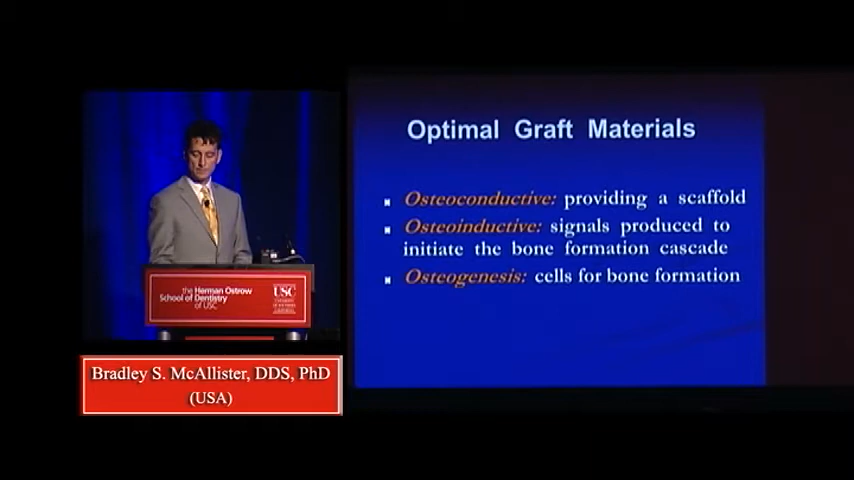 Optimal Graft Materials
Osteoconductive: providing a scaffold
Osteoinductive: signals produced to
initiate the bone formation cascade
Osteogenesis: cells for bone formation
the Herman Ostrow
School of Dentistry
of USC
USC
Bradley S. McAllister, DDS, PhD
(USA)